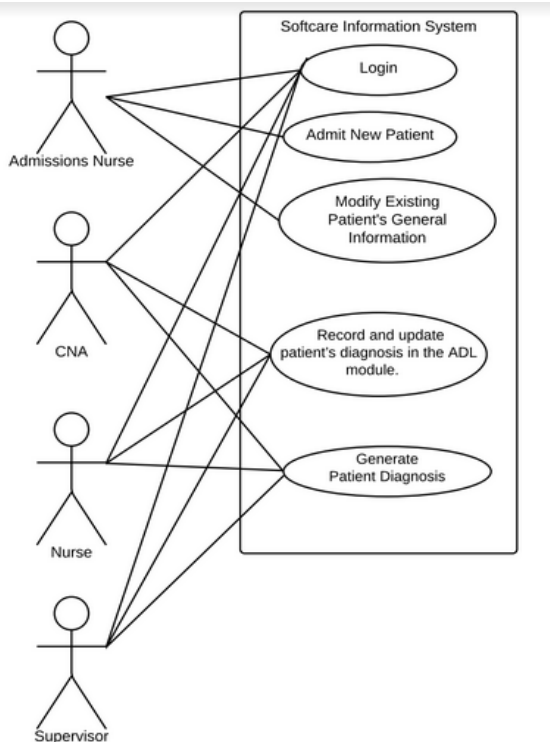 Softcare Information System
Login
Admit New Patient
Admissions Nurse
Modify Existing
Patient's General
Information
CNA
Record and update
patient's diagnosis in the ADL
module.
Generate
Patient Diagnosis
Nurse
Supervisor